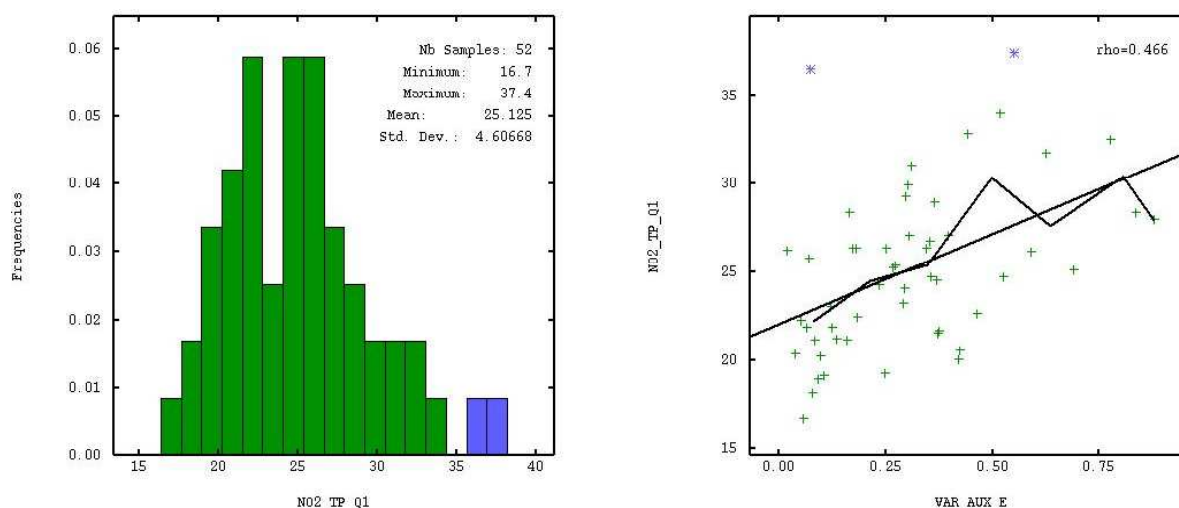 0.06
0.05
0.04
0.03
0.02
0.01
0.00
Frequencies
Nb Samples: 52
Minimum: 16.7
Maximum: 37.4
Mean: 25.125
Std. Dev.: 4.60668
15 20 25 30 35 40
NO2 TP Q1
35
30
25
20
15
NO2_TP_Q1
rho=0.466
0.00 0.25 0.50 0.75
VAR AUX E